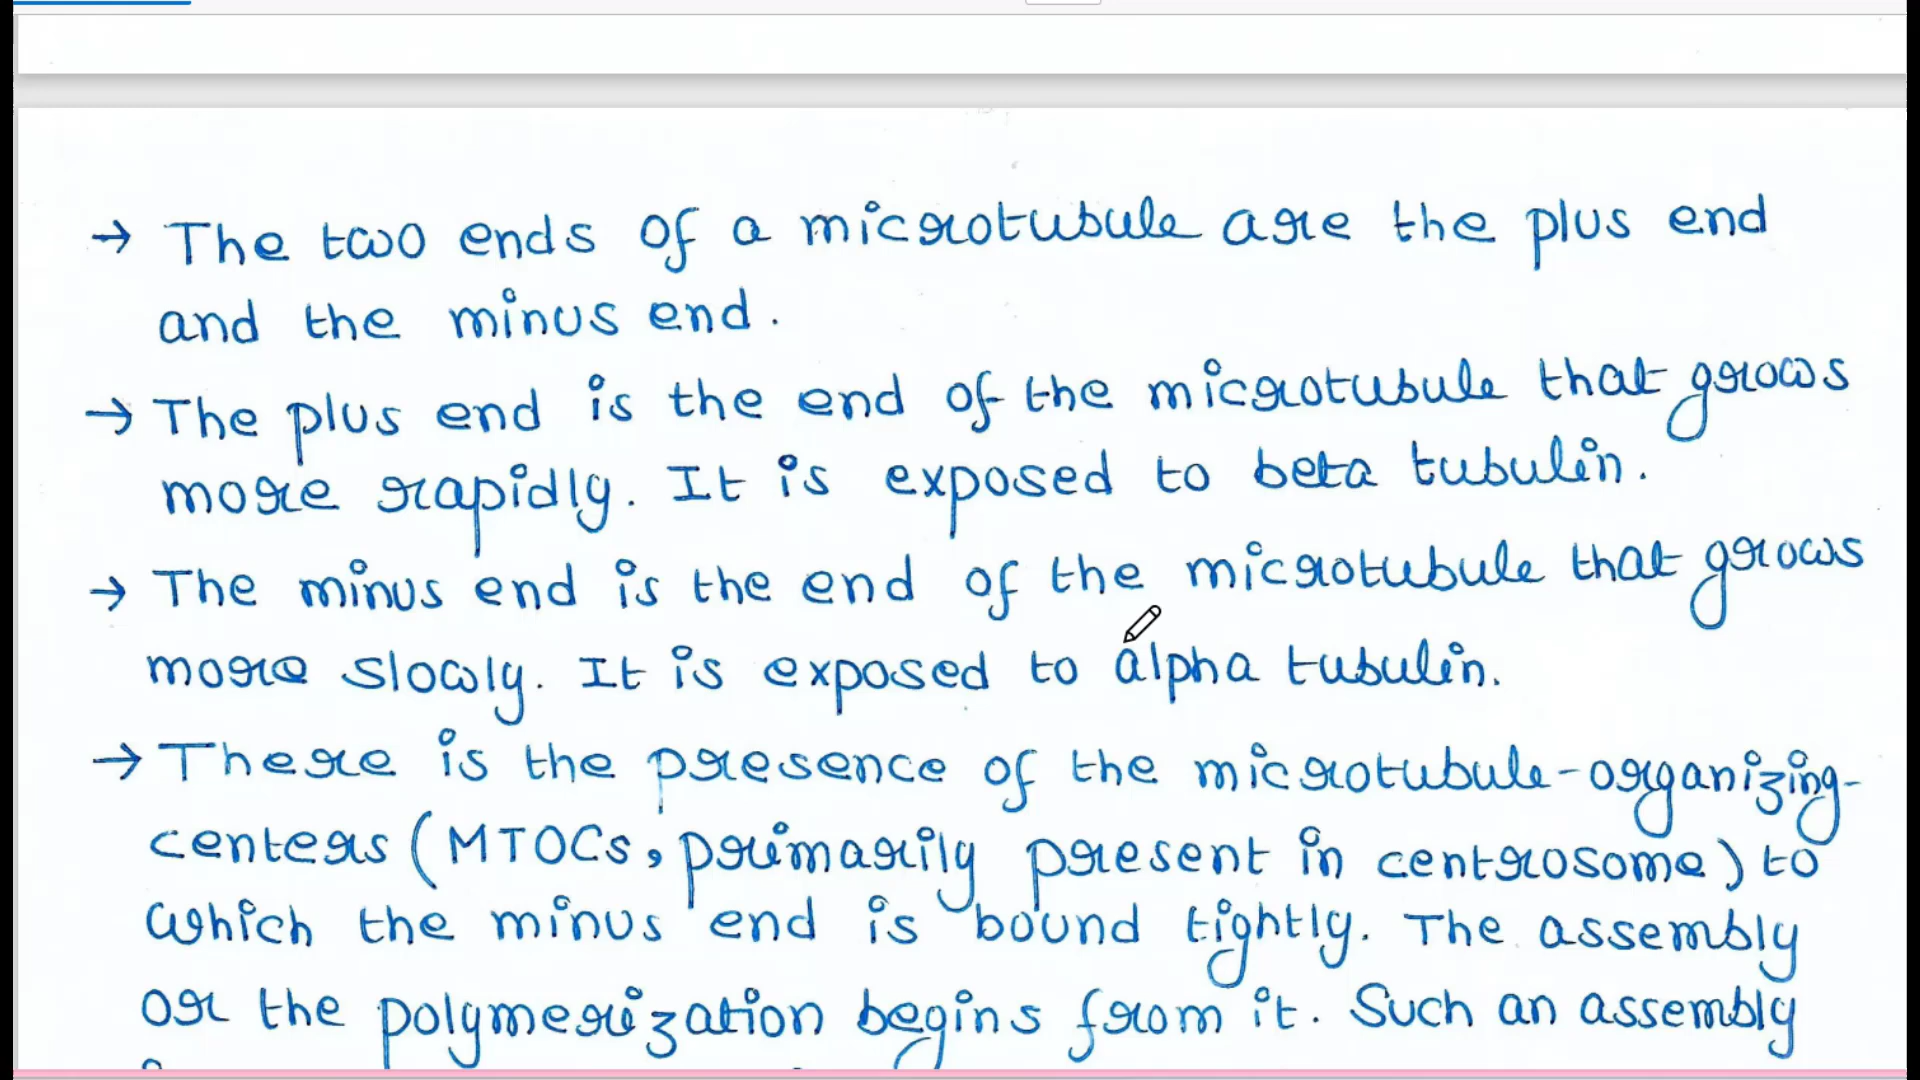 → The two ends of a microtubule are the plus end
and the minus end.
→ The plus end is the end of the microtubule that grows
more rapidly. It is exposed to beta tubulin.
→ The minus end is the end of the microtubule that grows
more slowly. It is exposed to alpha tubulin.
→ There is the presence of the microtubule-organizing-
centers (MTOCs, primarily present in centrosome) to
which the minus end is bound tightly. The assembly
or the polymerization begins from it. Such an assembly